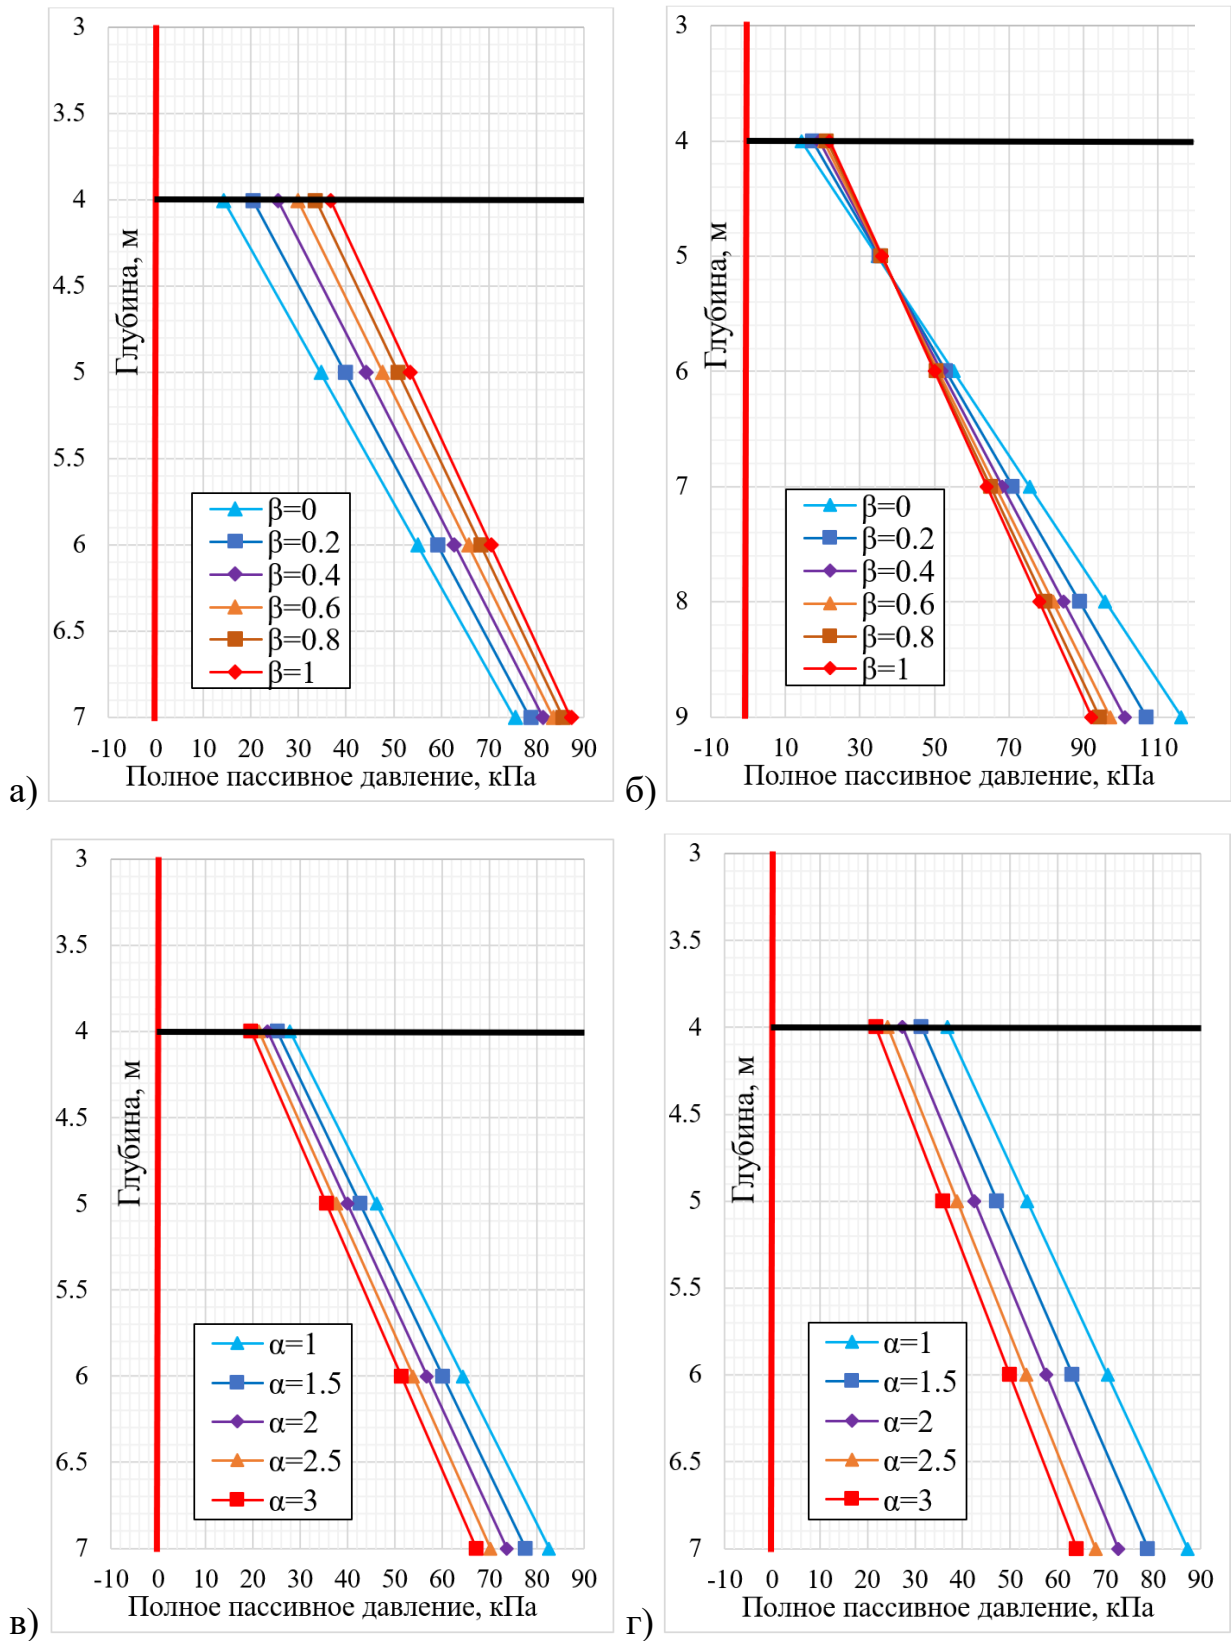 3
3.5
4
4.5
5
5.5
6
6.5
7
-10 0 10 20 30 40 50 60 70 80 90
Глубина, м
Полное пассивное давление, кПа
β=0
β=0.2
β=0.4
β=0.6
β=0.8
β=1
а)
3
4
5
6
7
8
9
-10 10 30 50 70 90 110
Глубина, м
Полное пассивное давление, кПа
β=0
β=0.2
β=0.4
β=0.6
β=0.8
β=1
б)
3
3.5
4
4.5
5
5.5
6
6.5
7
-10 0 10 20 30 40 50 60 70 80 90
Глубина, м
Полное пассивное давление, кПа
α=1
α=1.5
α=2
α=2.5
α=3
в)
3
3.5
4
4.5
5
5.5
6
6.5
7
-10 0 10 20 30 40 50 60 70 80 90
Глубина, м
Полное пассивное давление, кПа
α=1
α=1.5
α=2
α=2.5
α=3
г)